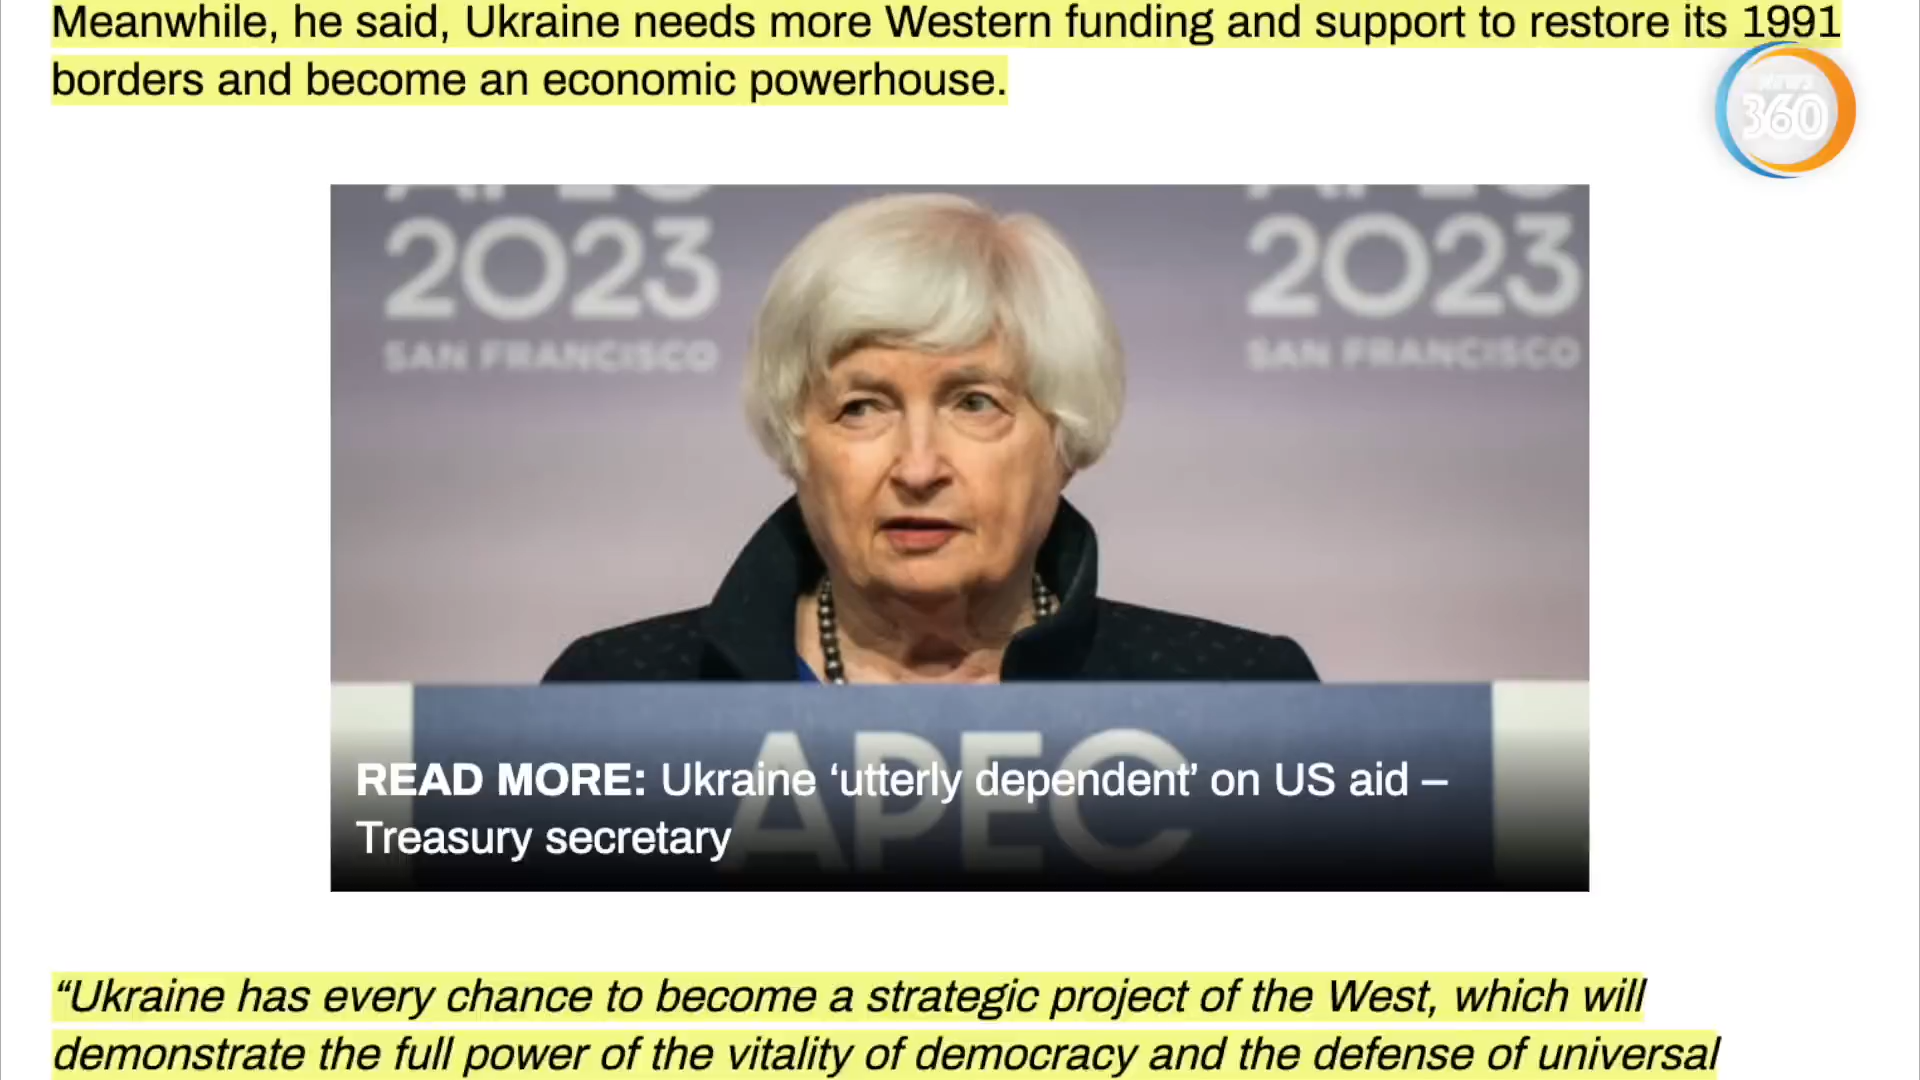 Meanwhile, he said, Ukraine needs more Western funding and support to restore its 1991
borders and become an economic powerhouse.
NEWS
360
APEC APEC
2023 2023
SAN FRANCISCO SAN FRANCISCO
APEC
READ MORE: Ukraine ‘utterly dependent’ on US aid –
Treasury secretary
“Ukraine has every chance to become a strategic project of the West, which will
demonstrate the full power of the vitality of democracy and the defense of universal